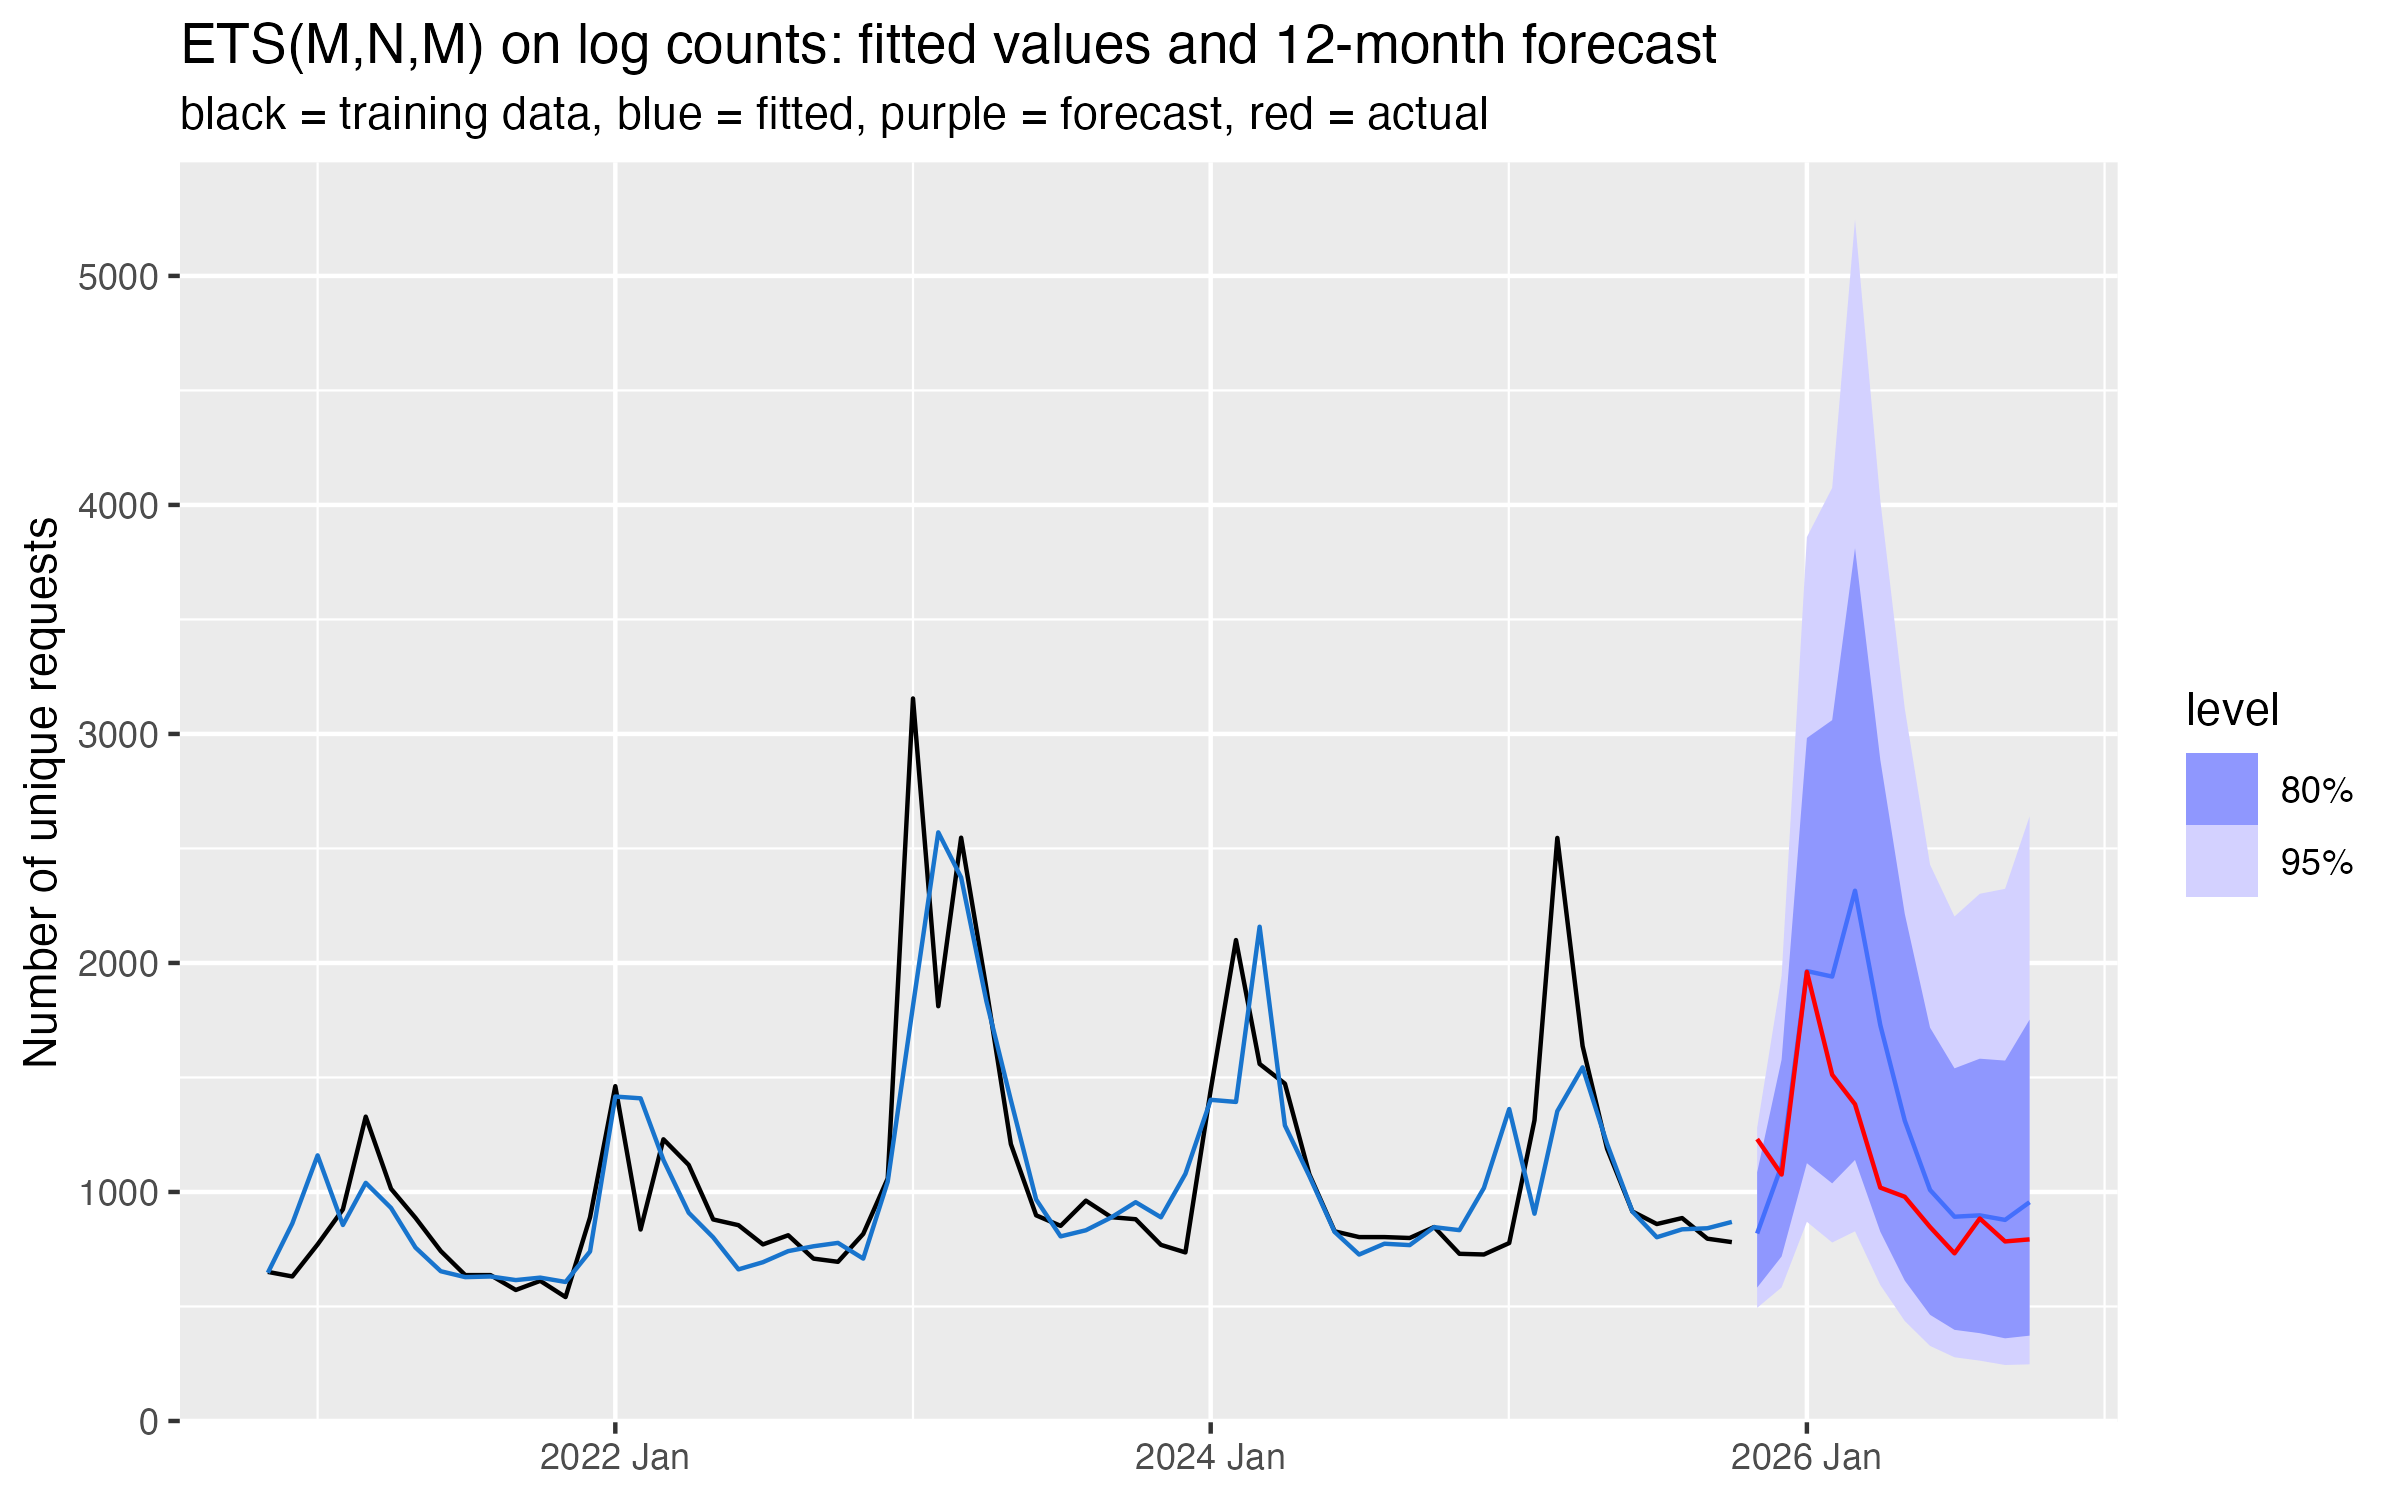 ETS(M,N,M) on log counts: fitted values and 12-month forecast
black = training data, blue = fitted, purple = forecast, red = actual
Number of unique requests
5000
4000
3000
2000
1000
0
2022 Jan
2024 Jan
2026 Jan
level
80%
95%